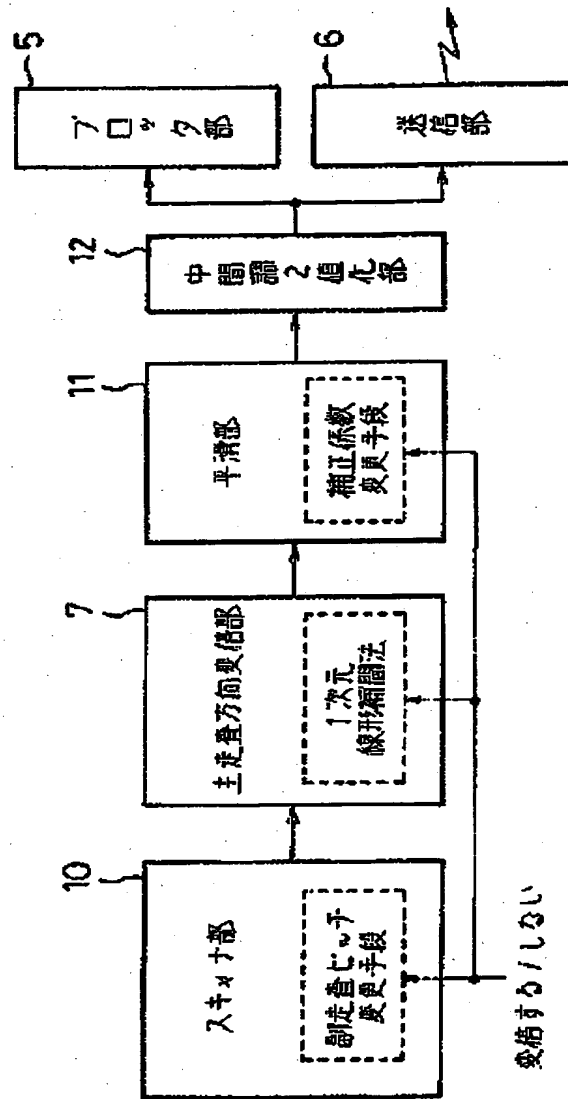 10
スキャナ部
副走査ピッチ
変更手段
7
主走査方向変倍部
1次元
線形補間法
11
平滑部
補正係数
変更手段
12
中間調2値化部
5
プロッタ部
6
送信部
変倍する/しない